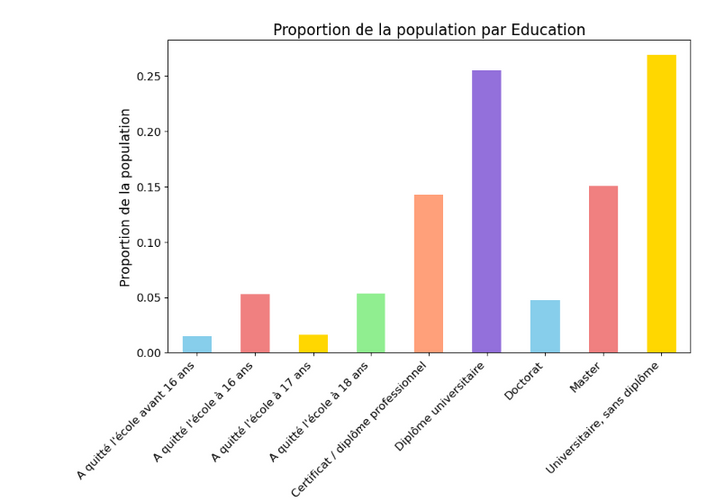 Proportion de la population par Education
Proportion de la population
0.25
0.20
0.15
0.10
0.05
0.00
A quitté l'école avant 16 ans
A quitté l'école à 16 ans
A quitté l'école à 17 ans
A quitté l'école à 18 ans
Certificat / diplôme professionnel
Diplôme universitaire
Doctorat
Master
Universitaire, sans diplôme